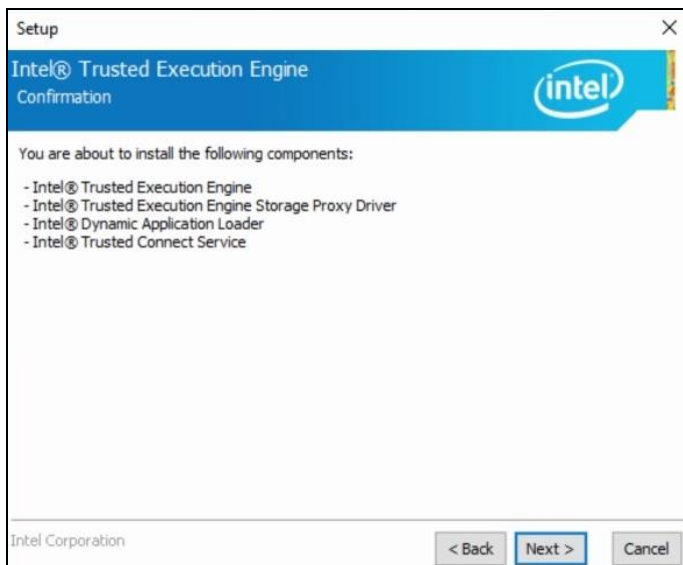 Setup
Intel® Trusted Execution Engine
Confirmation
intel
You are about to install the following components:
- Intel® Trusted Execution Engine
- Intel® Trusted Execution Engine Storage Proxy Driver
- Intel® Dynamic Application Loader
- Intel® Trusted Connect Service
Intel Corporation
< Back
Next >
Cancel